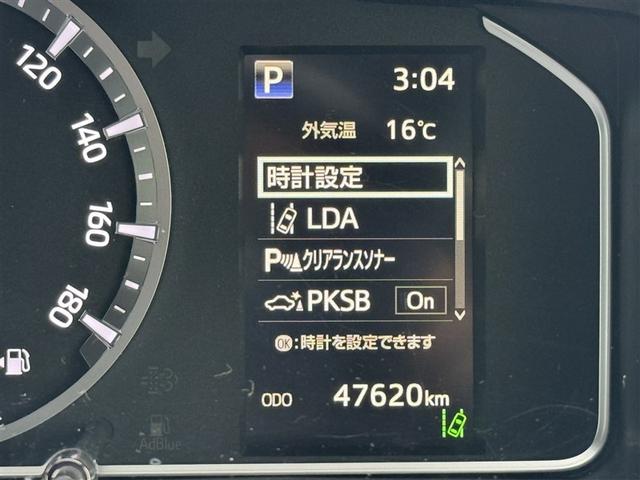 120
140
160
180
P 3:04
外気温 16℃
時計設定
LDA
P クリアランスソナー
PKSB On
OK:時計を設定できます
ODO 47620km
AdBlue